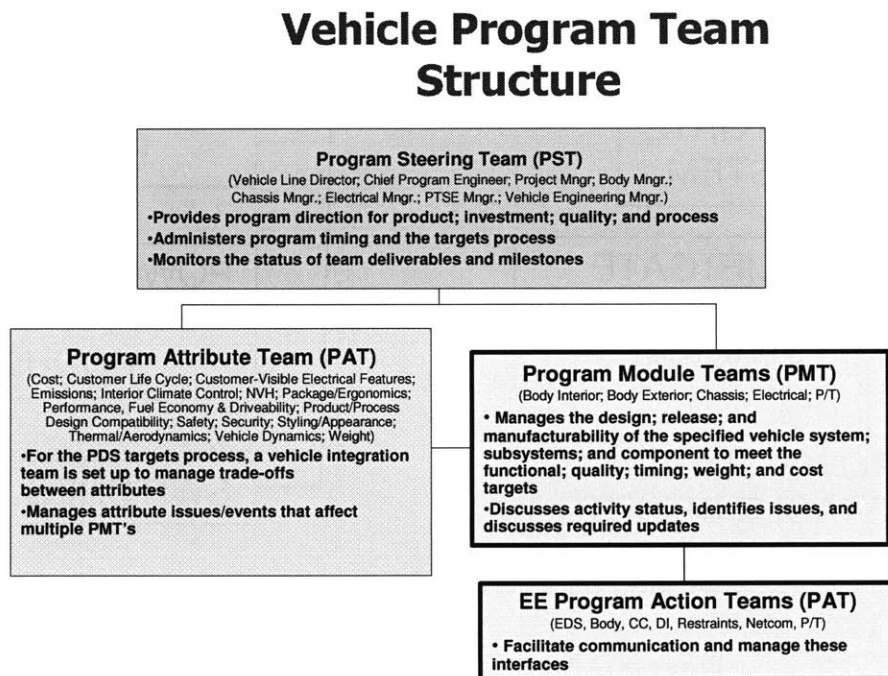 Vehicle Program Team
Structure
Program Steering Team (PST)
(Vehicle Line Director; Chief Program Engineer; Project Mngr; Body Mngr.;
Chassis Mngr.; Electrical Mngr.; PTSE Mngr.; Vehicle Engineering Mngr.)
•Provides program direction for product; investment; quality; and process
•Administers program timing and the targets process
•Monitors the status of team deliverables and milestones
Program Attribute Team (PAT)
(Cost; Customer Life Cycle; Customer-Visible Electrical Features;
Emissions; Interior Climate Control; NVH; Package/Ergonomics;
Performance, Fuel Economy & Driveability; Product/Process
Design Compatibility; Safety; Security; Styling/Appearance;
Thermal/Aerodynamics; Vehicle Dynamics; Weight)
•For the PDS targets process, a vehicle integration
team is set up to manage trade-offs
between attributes
•Manages attribute issues/events that affect
multiple PMT's
Program Module Teams (PMT)
(Body Interior; Body Exterior; Chassis; Electrical; P/T)
• Manages the design; release; and
manufacturability of the specified vehicle system;
subsystems; and component to meet the
functional; quality; timing; weight; and cost
targets
•Discusses activity status, identifies issues, and
discusses required updates
EE Program Action Teams (PAT)
(EDS, Body, CC, DI, Restraints, Netcom, P/T)
• Facilitate communication and manage these
interfaces